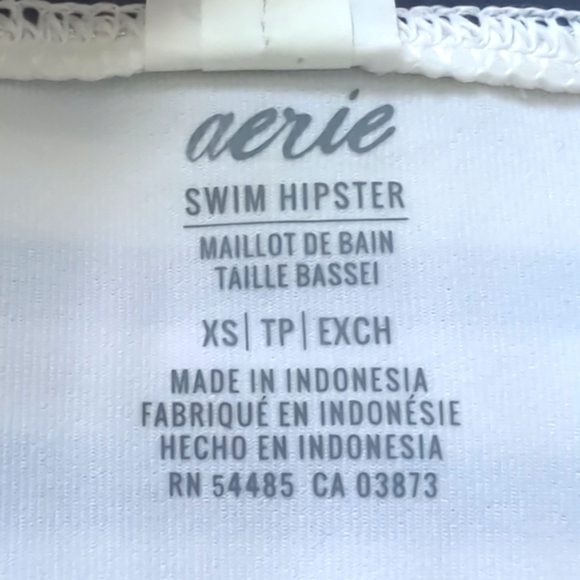 aerie
SWIM HIPSTER
MAILLOT DE BAIN
TAILLE BASSEI
XS| TP| EXCH
MADE IN INDONESIA
FABRIQUÉ EN INDONÉSIE
HECHO EN INDONESIA
RN 54485 CA 03873